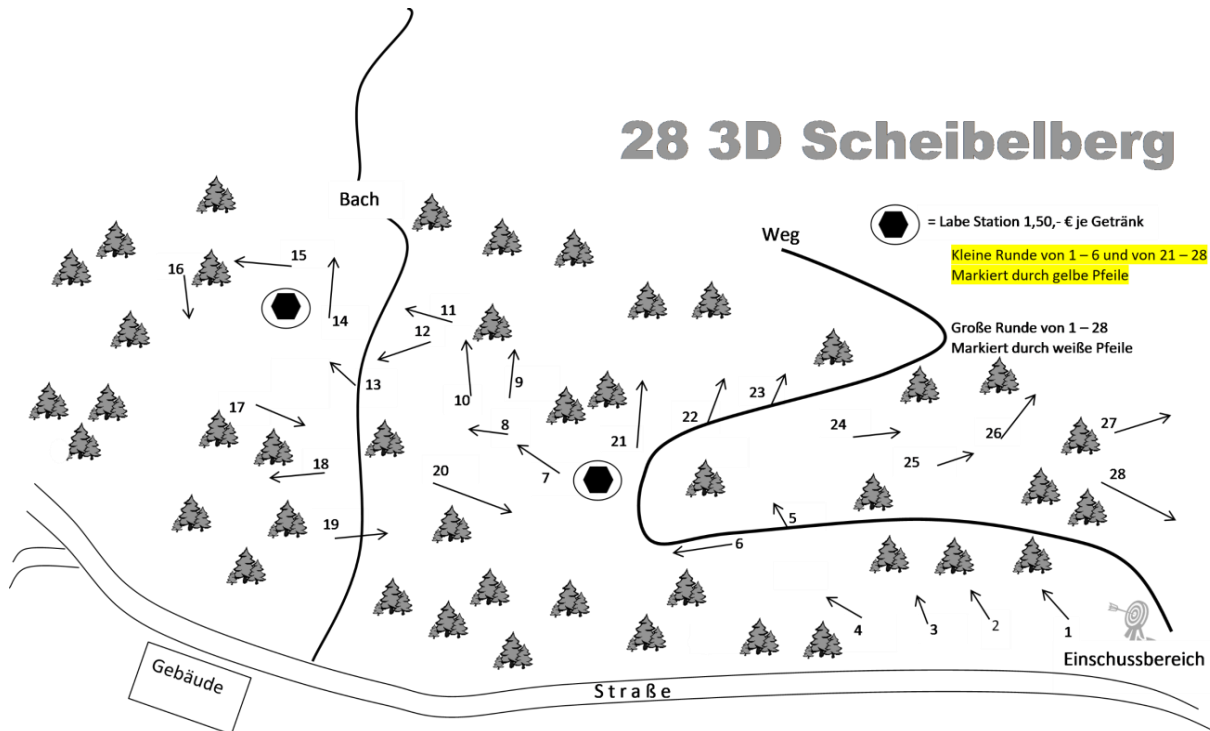 28 3D Scheibelberg
Bach
Weg
= Labe Station 1,50,- € je Getränk
Kleine Runde von 1 – 6 und von 21 – 28
Markiert durch gelbe Pfeile
Große Runde von 1 – 28
Markiert durch weiße Pfeile
15
16
14
11
12
13
9
10
8
7
17
18
19
20
21
22
23
24
25
26
27
28
5
6
4
3
2
1
Einschussbereich
Gebäude
Straße